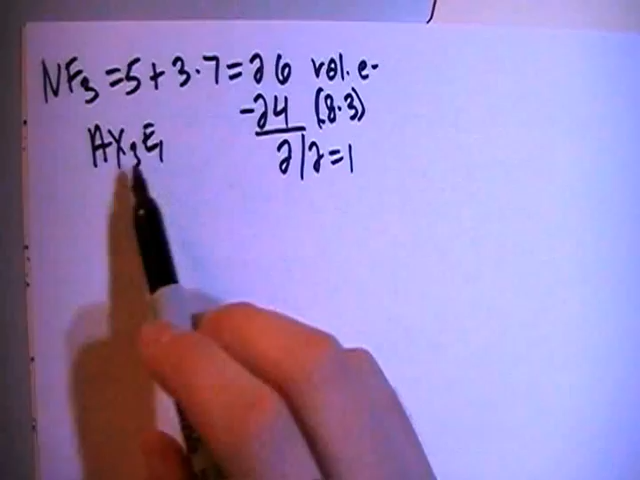 NF₃ = 5 + 3·7 = 26 val. e-
-24 (8·3)
AX₃E₁
2/2=1